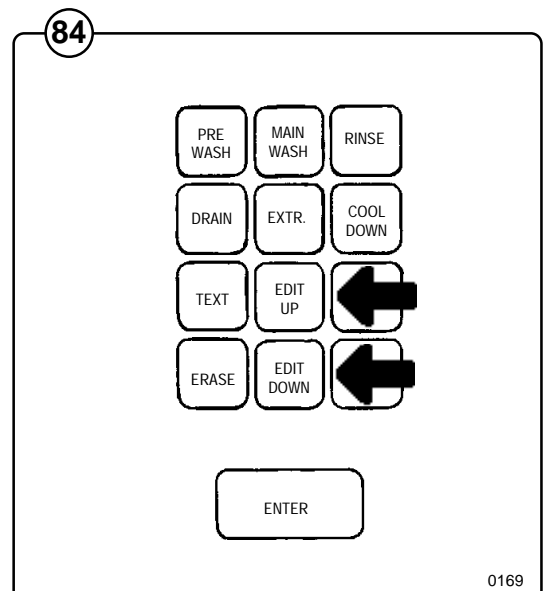 84
PRE
WASH
MAIN
WASH
RINSE
DRAIN
EXTR.
COOL
DOWN
TEXT
EDIT
UP
ERASE
EDIT
DOWN
ENTER
0169